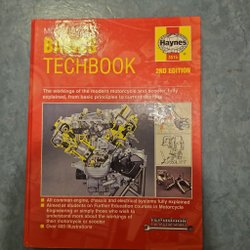 Haynes
TECHBOOK
2ND EDITION
The workings of the modern motorcycle and scooter fully
explained, from basic principles to current
All common engine, chassis and electrical systems fully explained
Aimed at students on Further Education courses in Motorcycle
Engineering or simply those who wish to
understand more about the workings of
their motorcycle or scooter
Over 600 illustrations